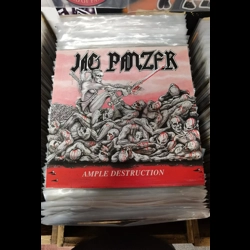 JAG PANZER
AMPLE DESTRUCTION